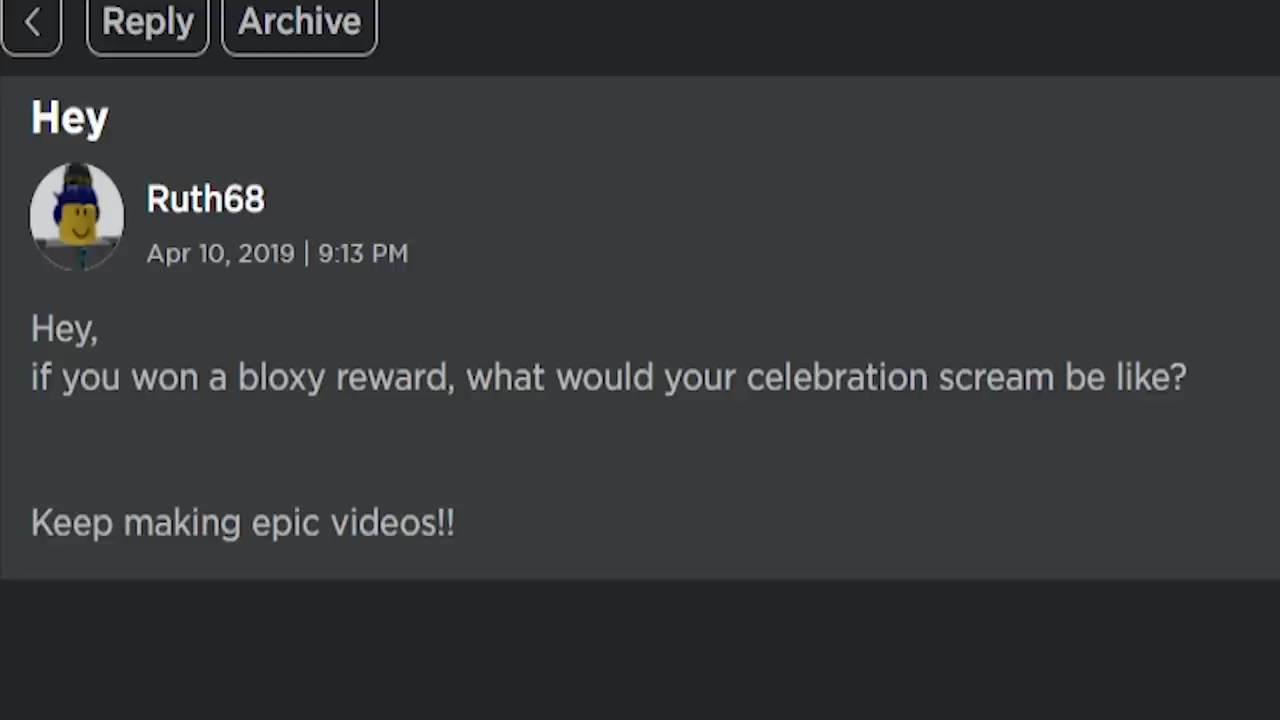 Reply Archive
Hey
Ruth68
Apr 10, 2019 | 9:13 PM
Hey,
if you won a bloxy reward, what would your celebration scream be like?
Keep making epic videos!!